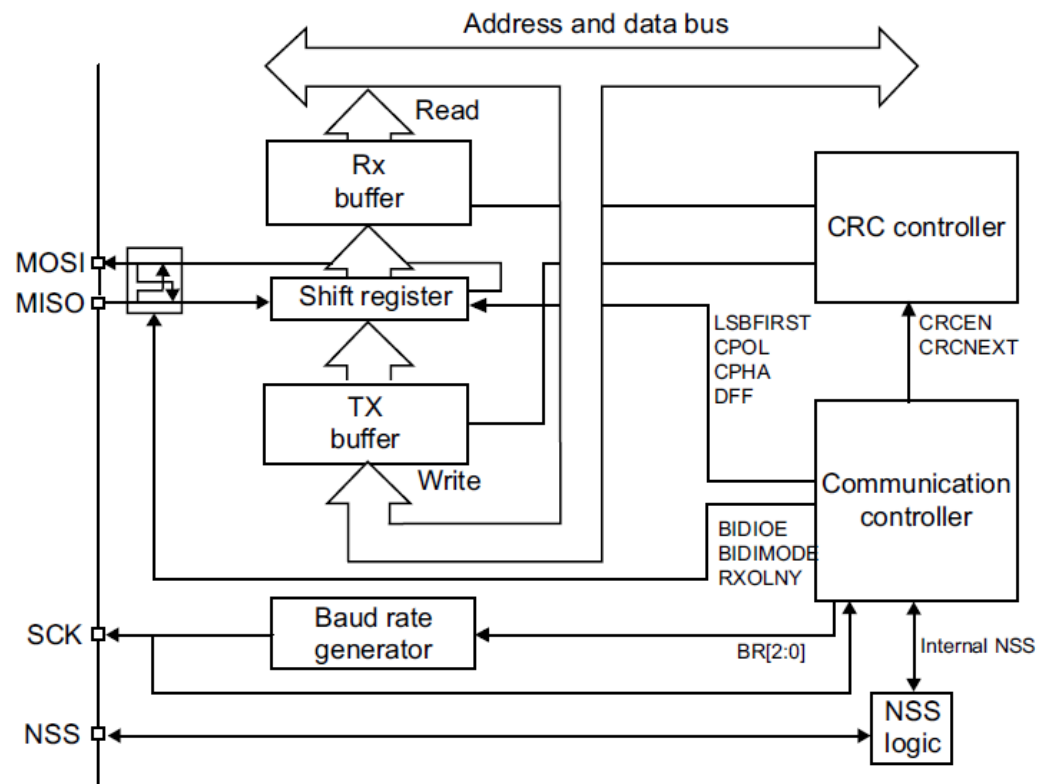 Address and data bus
Read
Rx
buffer
CRC controller
MOSI
MISO
Shift register
LSBFIRST
CPOL
CPHA
DFF
CRCEN
CRCNEXT
TX
buffer
Write
Communication
controller
BIDIOE
BIDIMODE
RXOLNY
SCK
Baud rate
generator
BR[2:0]
Internal NSS
NSS
NSS
logic